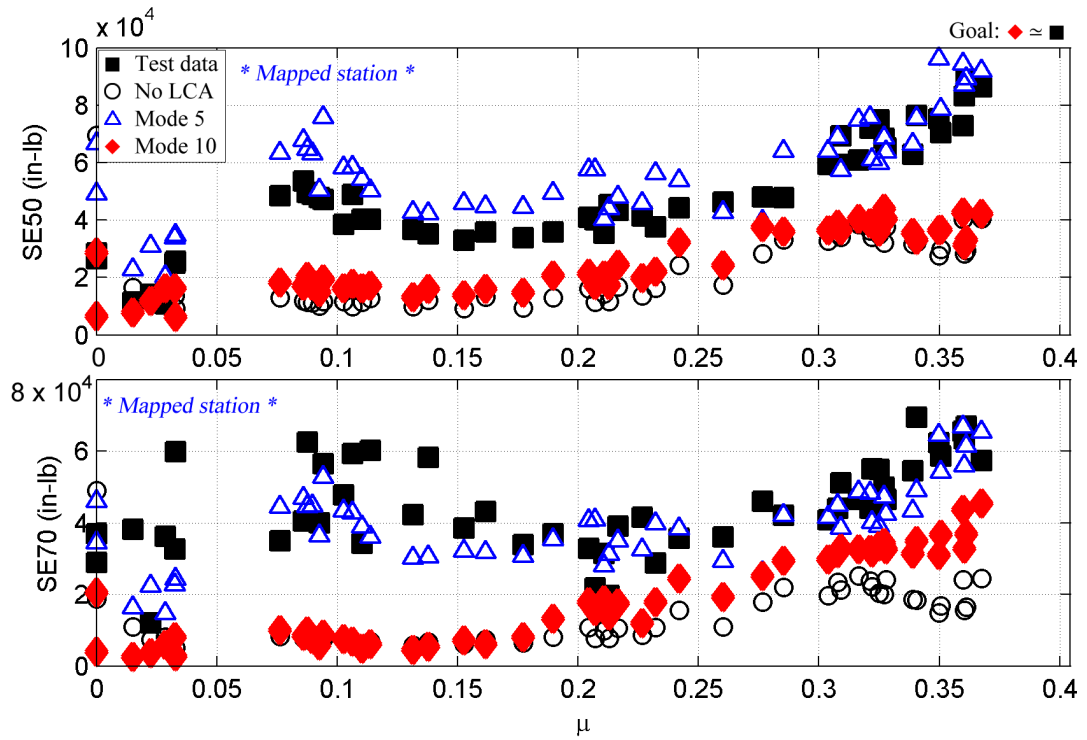 x 10^4
Goal: ♦ ≃ ■
10
8
6
4
2
0
SE50 (in-lb)
Test data
No LCA
Mode 5
Mode 10
* Mapped station *
0 0.05 0.1 0.15 0.2 0.25 0.3 0.35 0.4
8 x 10^4
6
4
2
0
SE70 (in-lb)
* Mapped station *
0 0.05 0.1 0.15 0.2 0.25 0.3 0.35 0.4
μ